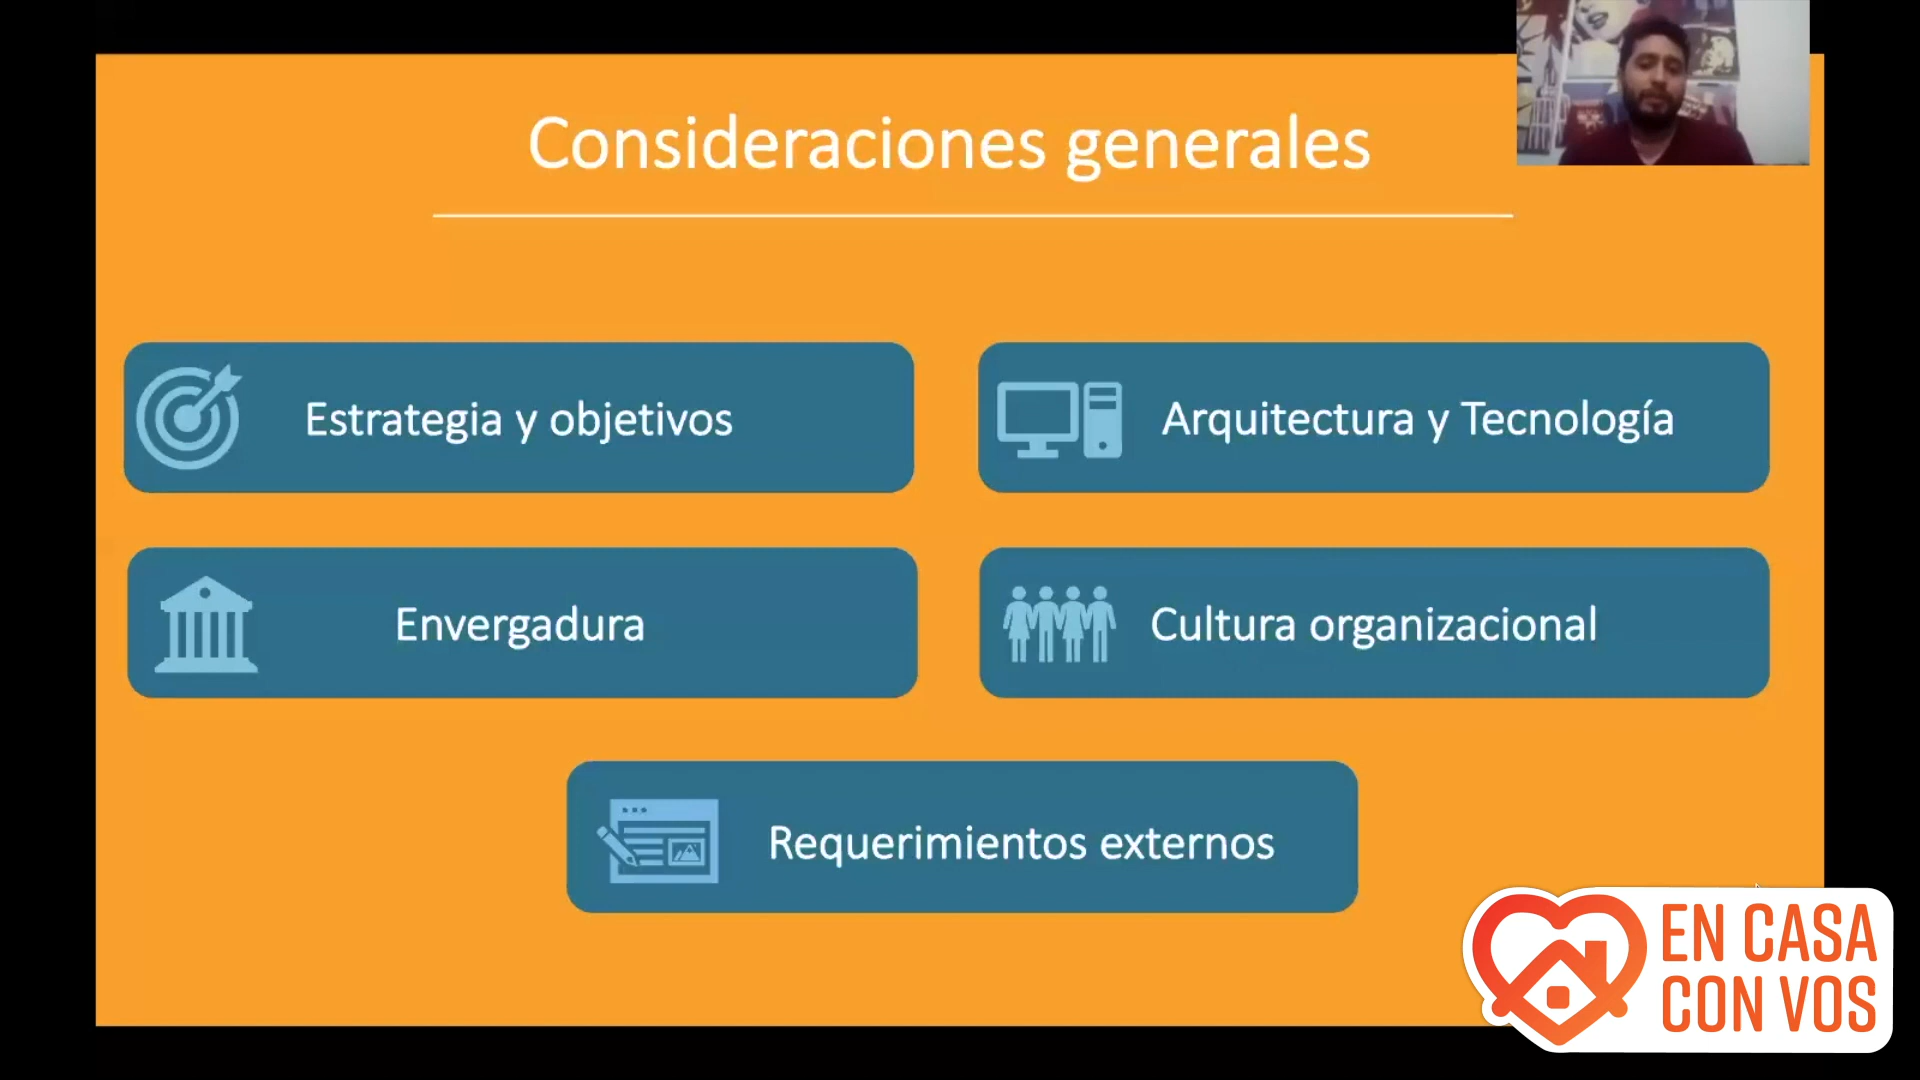 Consideraciones generales
Estrategia y objetivos
Arquitectura y Tecnología
Envergadura
Cultura organizacional
Requerimientos externos
EN CASA
CON VOS